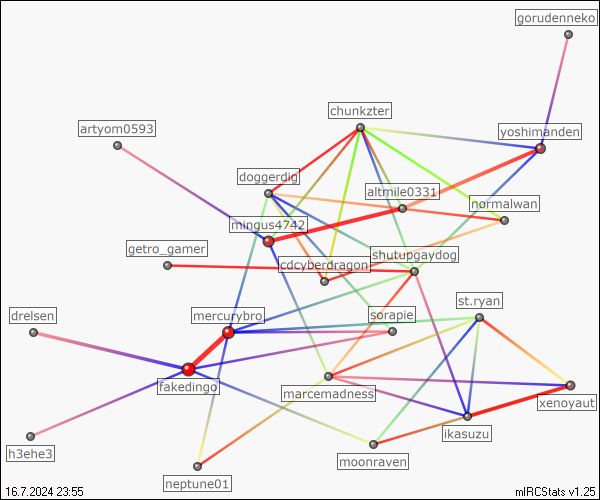 gorudenneko
chunkzter
artyom0593
yoshimanden
doggerdig
altmile0331
normalwan
mingus4742
getro_gamer
shutupgaydog
cdcyberdragon
st.ryan
drelsen
mercurybro
sorapie
fakedingo
marcemadness
xenoyaut
ikasuzu
h3ehe3
moonraven
neptune01
16.7.2024 23:55
mIRCStats v1.25